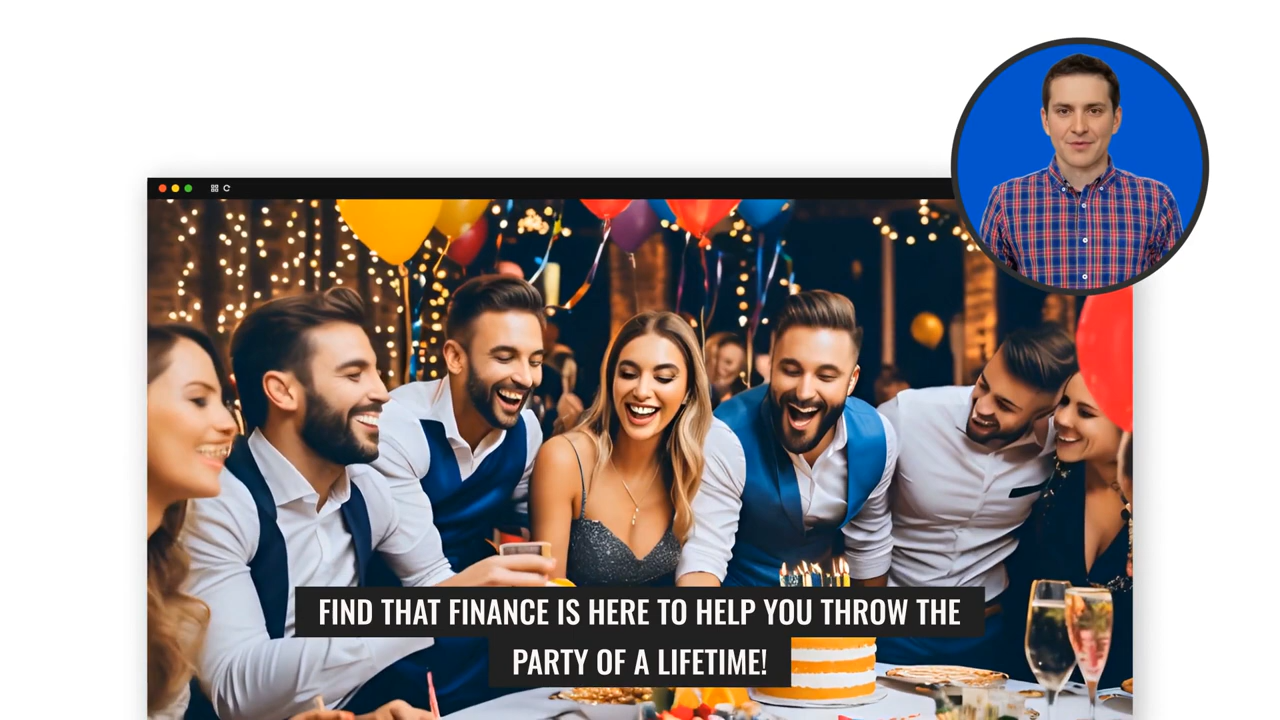 FIND THAT FINANCE IS HERE TO HELP YOU THROW THE
PARTY OF A LIFETIME!